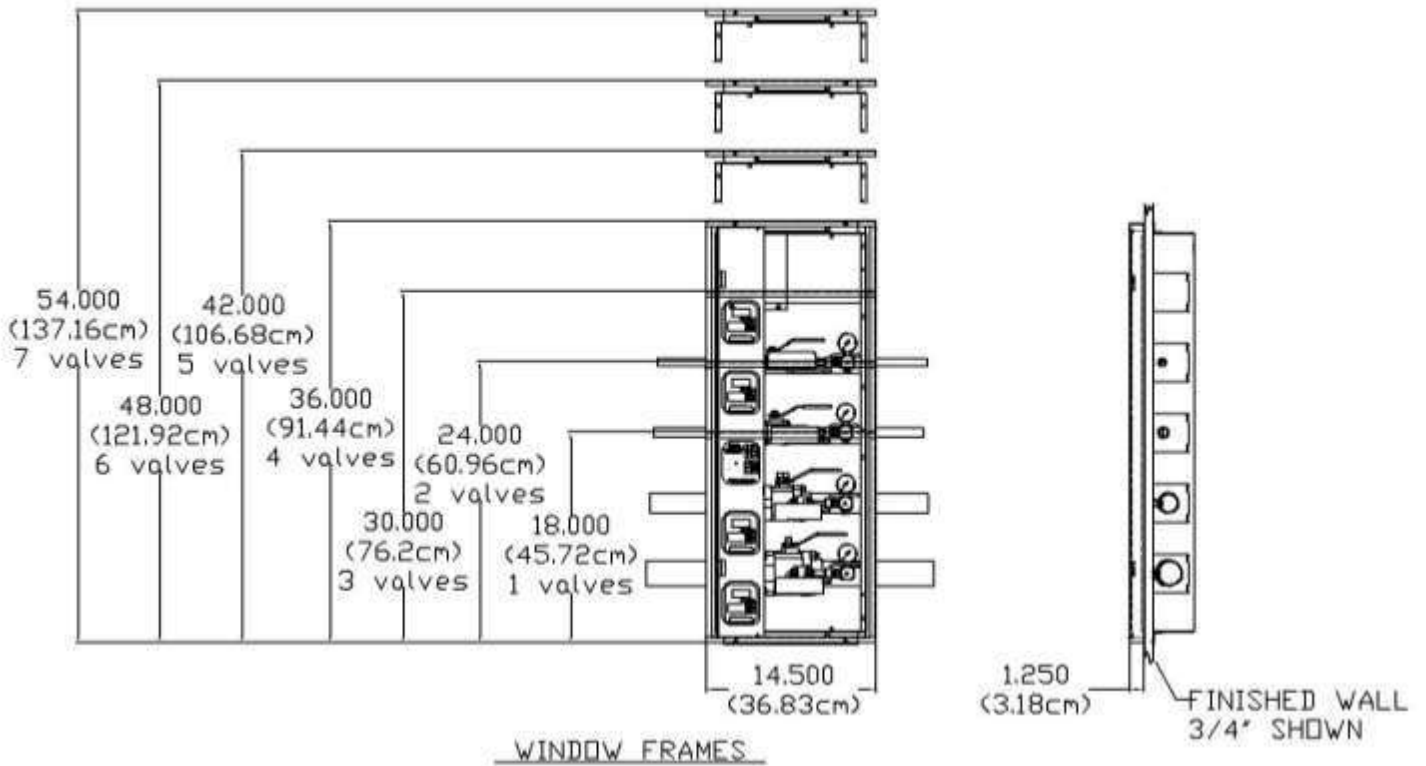 54.000
(137.16cm)
7 valves
48.000
(121.92cm)
6 valves
42.000
(106.68cm)
5 valves
36.000
(91.44cm)
4 valves
30.000
(76.2cm)
3 valves
24.000
(60.96cm)
2 valves
18.000
(45.72cm)
1 valves
14.500
(36.83cm)
1.250
(3.18cm)
FINISHED WALL
3/4" SHOWN
WINDOW FRAMES